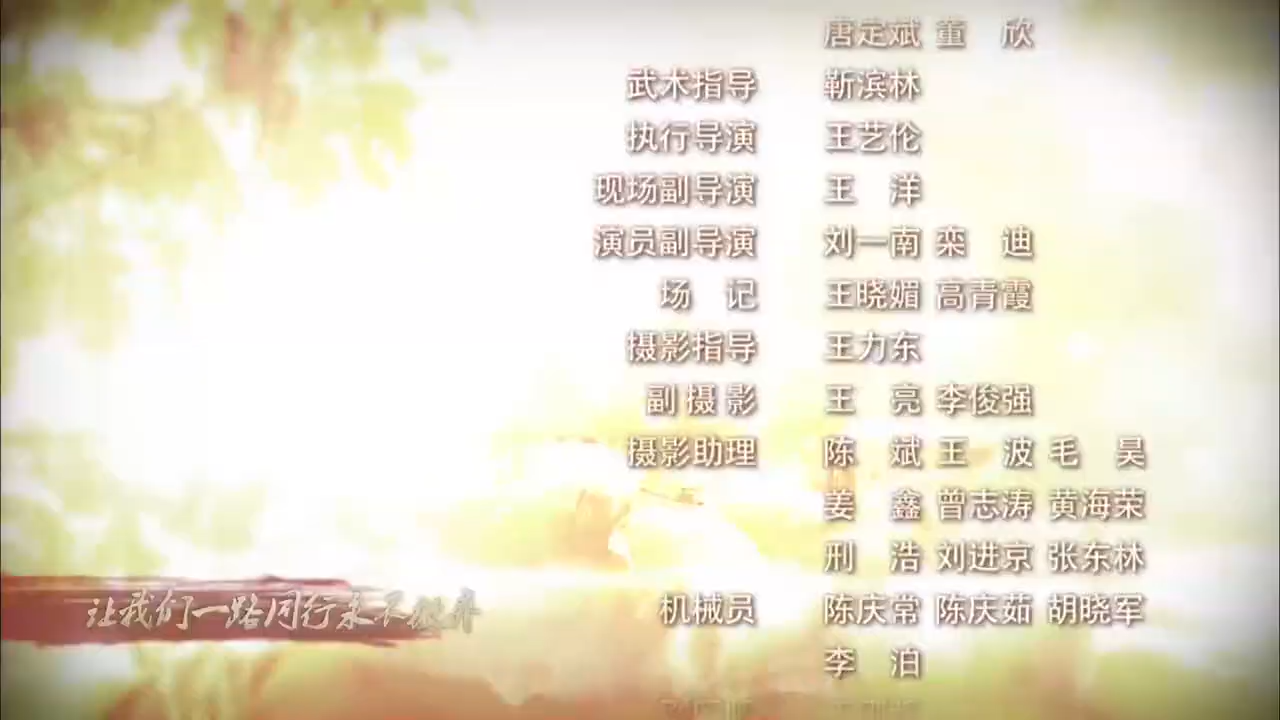 唐定斌 董 欣
武术指导 靳滨林
执行导演 王艺伦
现场副导演 王 洋
演员副导演 刘一南 栾 迪
场 记 王晓媚 高青霞
摄影指导 王力东
副 摄 影 王 亮 李俊强
摄影助理 陈 斌 王 波 毛 昊
姜 鑫 曾志涛 黄海荣
邢 浩 刘进京 张东林
机械员 陈庆常 陈庆茹 胡晓军
让我们一路同行永不放弃
李 泊